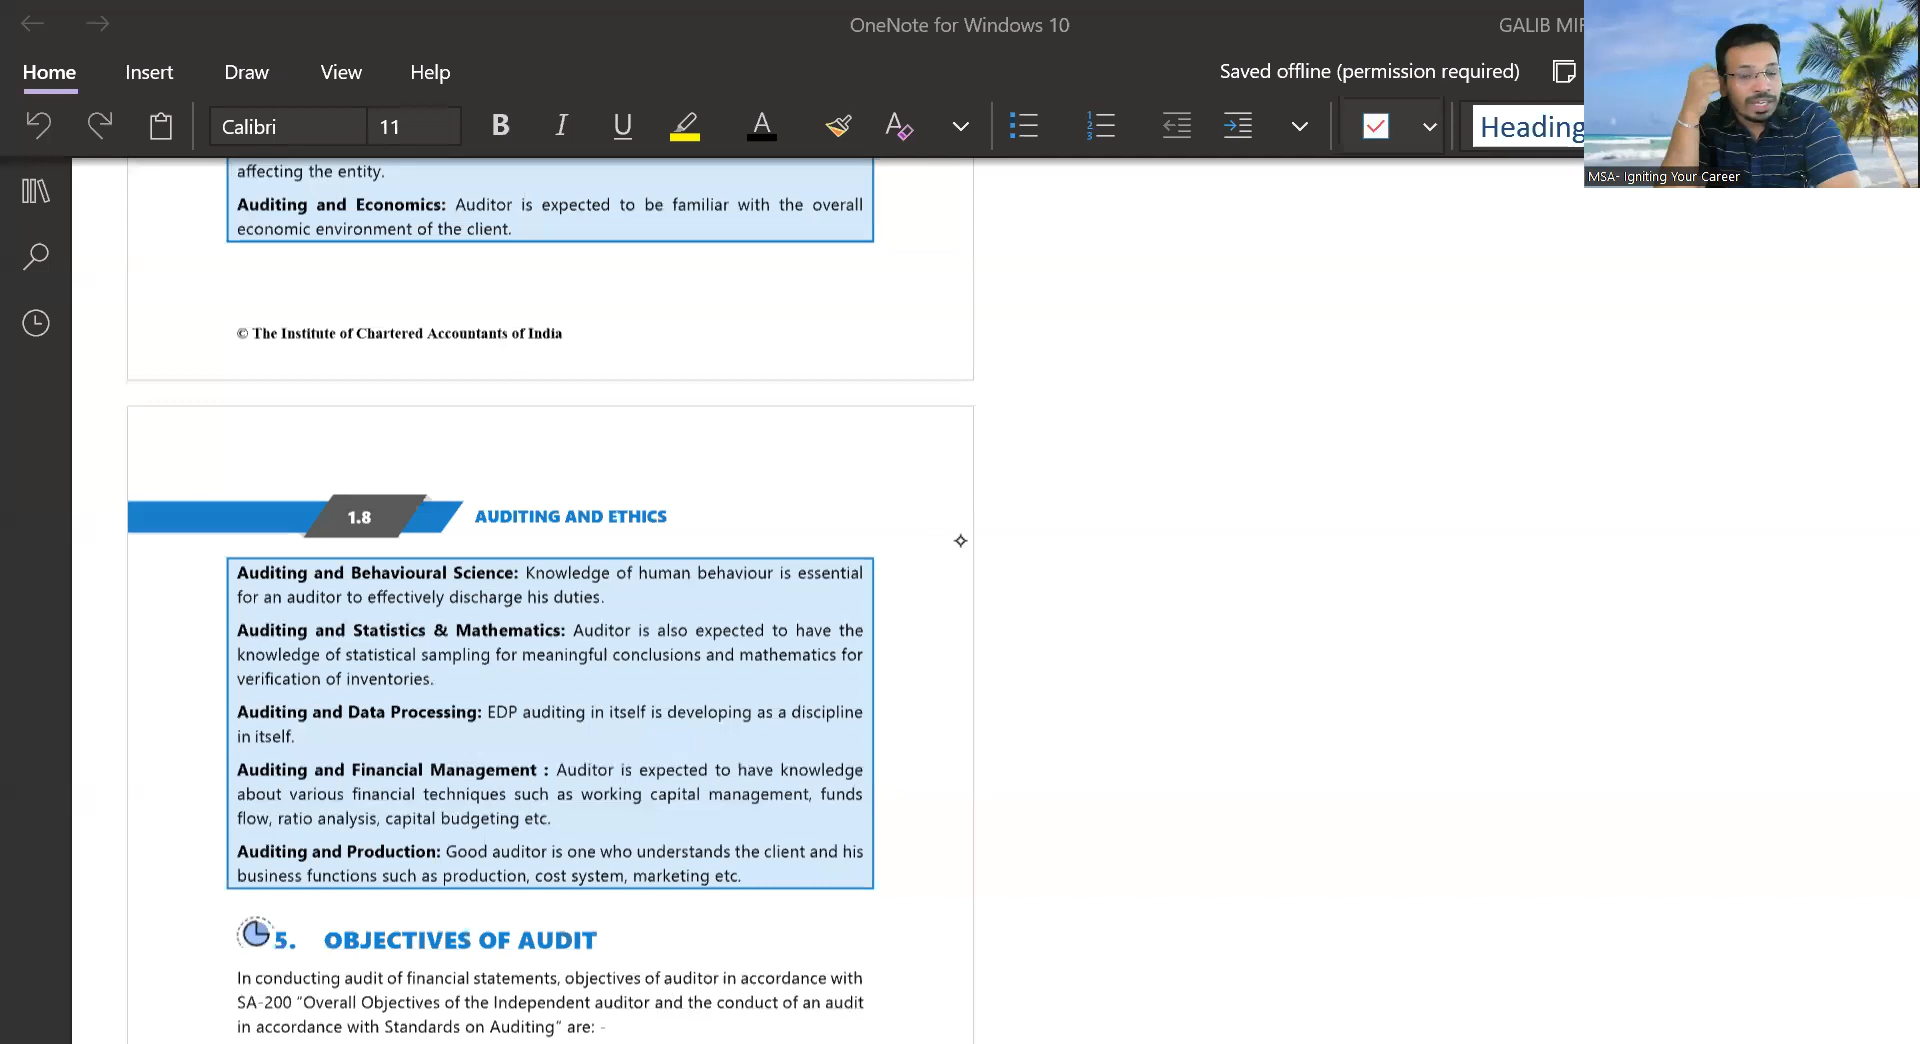 OneNote for Windows 10
GALIB MIR
Home Insert Draw View Help
Saved offline (permission required)
Calibri 11 B I U A A Heading
MSA- Igniting Your Career
affecting the entity.
Auditing and Economics: Auditor is expected to be familiar with the overall
economic environment of the client.
© The Institute of Chartered Accountants of India
1.8 AUDITING AND ETHICS
Auditing and Behavioural Science: Knowledge of human behaviour is essential
for an auditor to effectively discharge his duties.
Auditing and Statistics & Mathematics: Auditor is also expected to have the
knowledge of statistical sampling for meaningful conclusions and mathematics for
verification of inventories.
Auditing and Data Processing: EDP auditing in itself is developing as a discipline
in itself.
Auditing and Financial Management : Auditor is expected to have knowledge
about various financial techniques such as working capital management, funds
flow, ratio analysis, capital budgeting etc.
Auditing and Production: Good auditor is one who understands the client and his
business functions such as production, cost system, marketing etc.
5. OBJECTIVES OF AUDIT
In conducting audit of financial statements, objectives of auditor in accordance with
SA-200 "Overall Objectives of the Independent auditor and the conduct of an audit
in accordance with Standards on Auditing" are: -